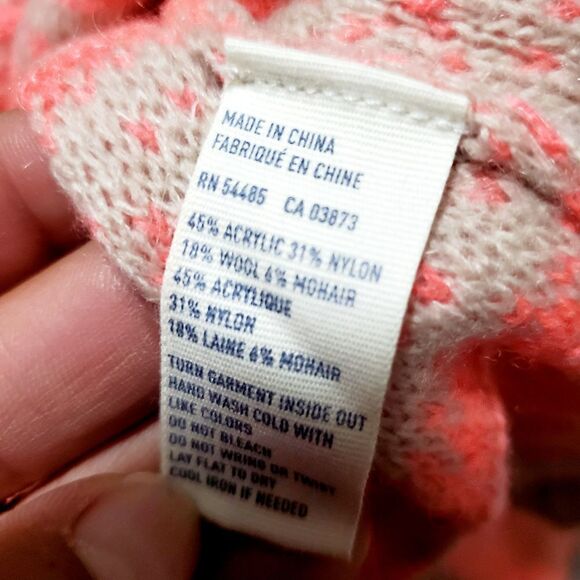 MADE IN CHINA
FABRIQUÉ EN CHINE
RN 54485 CA 03873
45% ACRYLIC 31% NYLON
18% WOOL 6% MOHAIR
45% ACRYLIQUE
31% NYLON
18% LAINE 6% MOHAIR
TURN GARMENT INSIDE OUT
HAND WASH COLD WITH
LIKE COLORS
DO NOT BLEACH
DO NOT WRING OR TWIST
LAY FLAT TO DRY
COOL IRON IF NEEDED